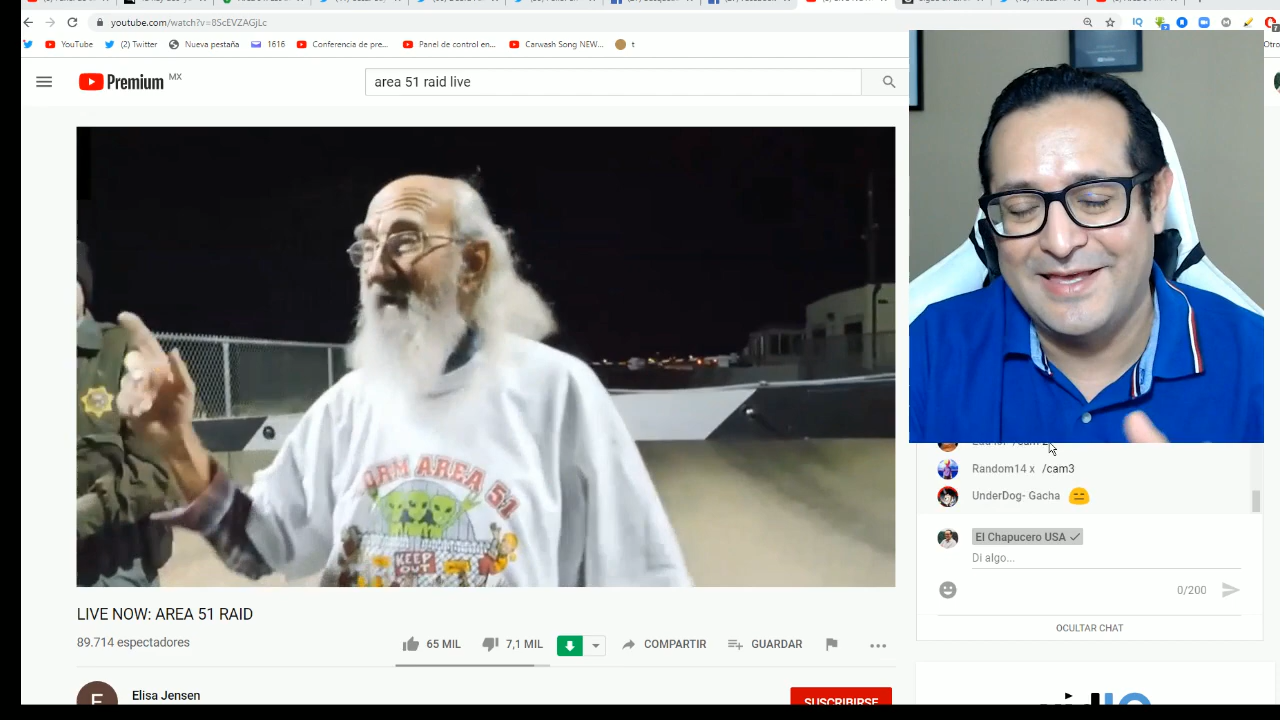 youtube.com/watch?v=8ScEVZAGjLc
YouTube
(2) Twitter
Nueva pestaña
1616
Conferencia de pre...
Panel de control en...
Carwash Song NEW...
t
Otro
Premium MX
area 51 raid live
ARM AREA 51
KEEP
OUT
Random14 x /cam3
UnderDog- Gacha
El Chapucero USA
Di algo...
0/200
OCULTAR CHAT
LIVE NOW: AREA 51 RAID
89.714 espectadores
65 MIL
7,1 MIL
COMPARTIR
GUARDAR
E
Elisa Jensen
SUSCRIBIRSE